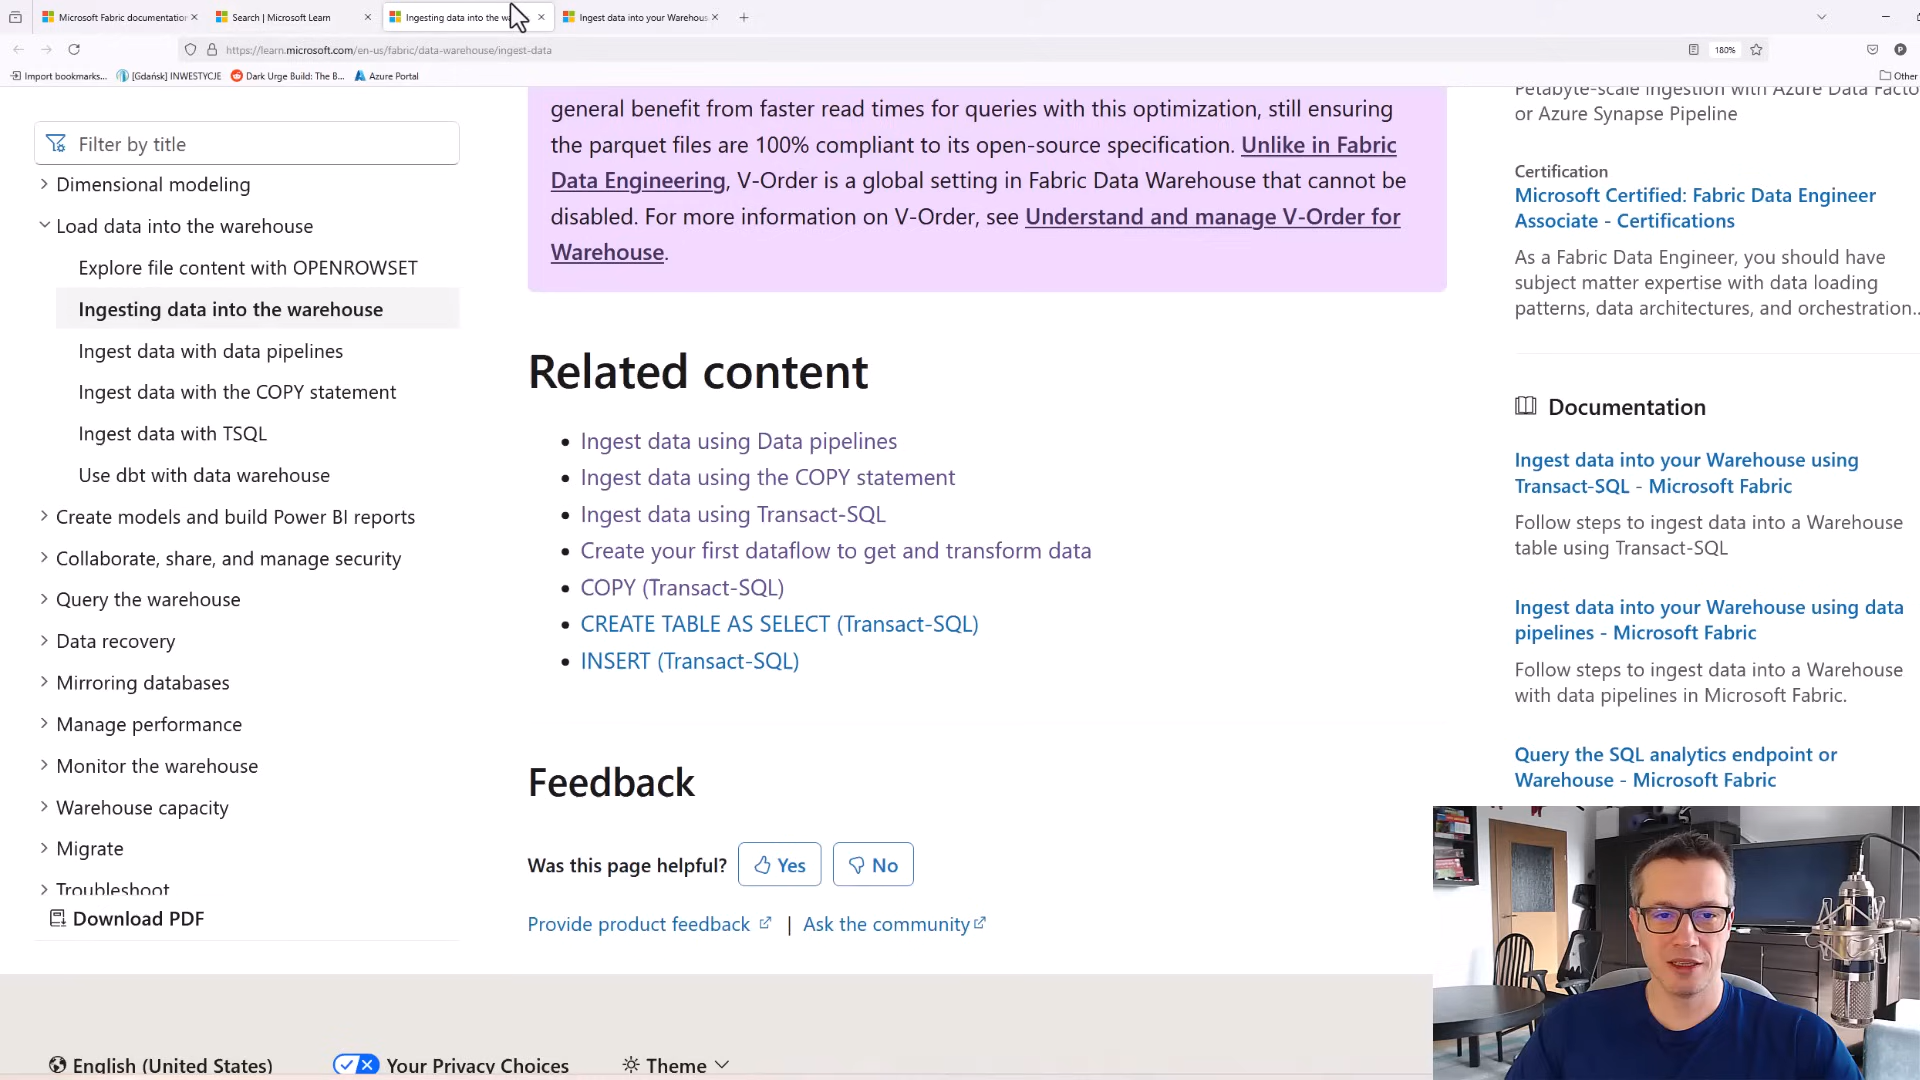 Microsoft Fabric documentation
Search | Microsoft Learn
Ingesting data into the wa
Ingest data into your Warehous
https://learn.microsoft.com/en-us/fabric/data-warehouse/ingest-data
180%
Import bookmarks...
[Gdańsk] INWESTYCJE
Dark Urge Build: The B...
Azure Portal
Other
Filter by title
Dimensional modeling
Load data into the warehouse
Explore file content with OPENROWSET
Ingesting data into the warehouse
Ingest data with data pipelines
Ingest data with the COPY statement
Ingest data with TSQL
Use dbt with data warehouse
Create models and build Power BI reports
Collaborate, share, and manage security
Query the warehouse
Data recovery
Mirroring databases
Manage performance
Monitor the warehouse
Warehouse capacity
Migrate
Troubleshoot
Download PDF
general benefit from faster read times for queries with this optimization, still ensuring
the parquet files are 100% compliant to its open-source specification. Unlike in Fabric
Data Engineering, V-Order is a global setting in Fabric Data Warehouse that cannot be
disabled. For more information on V-Order, see Understand and manage V-Order for
Warehouse.
Related content
Ingest data using Data pipelines
Ingest data using the COPY statement
Ingest data using Transact-SQL
Create your first dataflow to get and transform data
COPY (Transact-SQL)
CREATE TABLE AS SELECT (Transact-SQL)
INSERT (Transact-SQL)
Feedback
Was this page helpful?
Yes
No
Provide product feedback | Ask the community
Petabyte-scale ingestion with Azure Data Facto
or Azure Synapse Pipeline
Certification
Microsoft Certified: Fabric Data Engineer
Associate - Certifications
As a Fabric Data Engineer, you should have
subject matter expertise with data loading
patterns, data architectures, and orchestration...
Documentation
Ingest data into your Warehouse using
Transact-SQL - Microsoft Fabric
Follow steps to ingest data into a Warehouse
table using Transact-SQL
Ingest data into your Warehouse using data
pipelines - Microsoft Fabric
Follow steps to ingest data into a Warehouse
with data pipelines in Microsoft Fabric.
Query the SQL analytics endpoint or
Warehouse - Microsoft Fabric
English (United States)
Your Privacy Choices
Theme